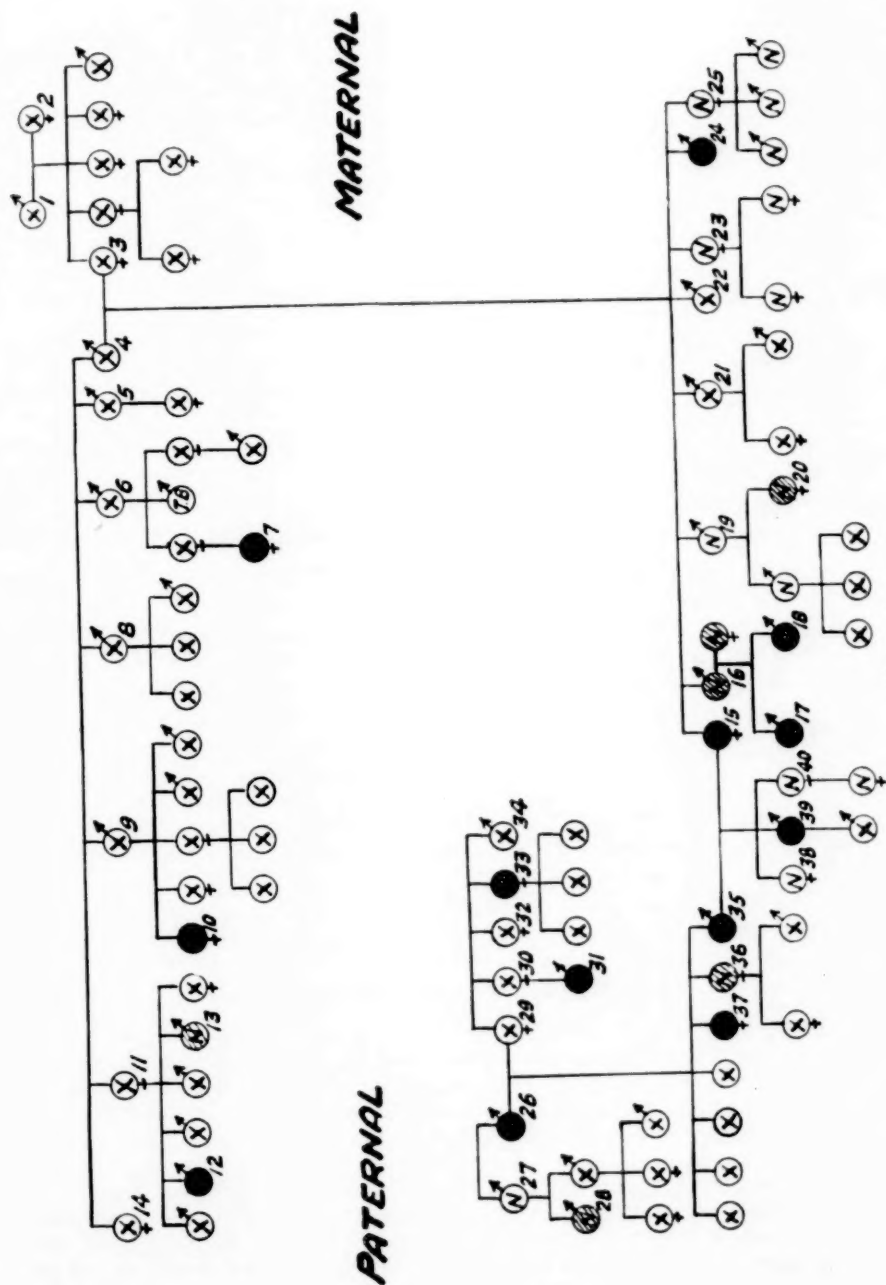 MATERNAL
X 1 X 2
X 3 X X X X
X X
X 14 X 11 X 9 X 8 X 6 X 5 X 4
X 12 X X N 13 X
10 X X X X
X X X
X X X
X TB X
7 X
X
PATERNAL
N 27 26
N 28 X
X X X
X 29 X 30 X 32 33 X 34
31 X X X
X X X X 37 N 36 35
X X
N 38 39 N 40
X N
15 N 16 N N 19 X 21 X 22 N 23 24 N 25
17 18
N N 20
X X X
X X
N N
N N N